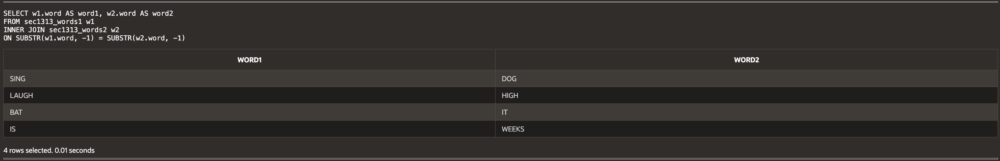 SELECT w1.word AS word1, w2.word AS word2
FROM sec1313_words1 w1
INNER JOIN sec1313_words2 w2
ON SUBSTR(w1.word, -1) = SUBSTR(w2.word, -1)
WORD1 WORD2
SING DOG
LAUGH HIGH
BAT IT
IS WEEKS
4 rows selected. 0.01 seconds